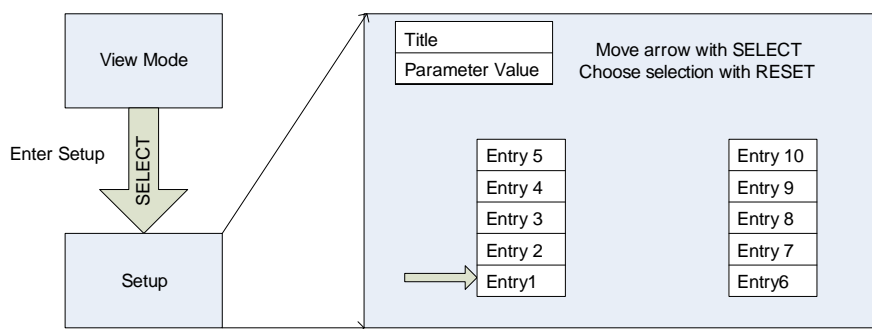 View Mode
Enter Setup
SELECT
Setup
Title
Parameter Value
Move arrow with SELECT
Choose selection with RESET
Entry 5
Entry 4
Entry 3
Entry 2
Entry1
Entry 10
Entry 9
Entry 8
Entry 7
Entry6